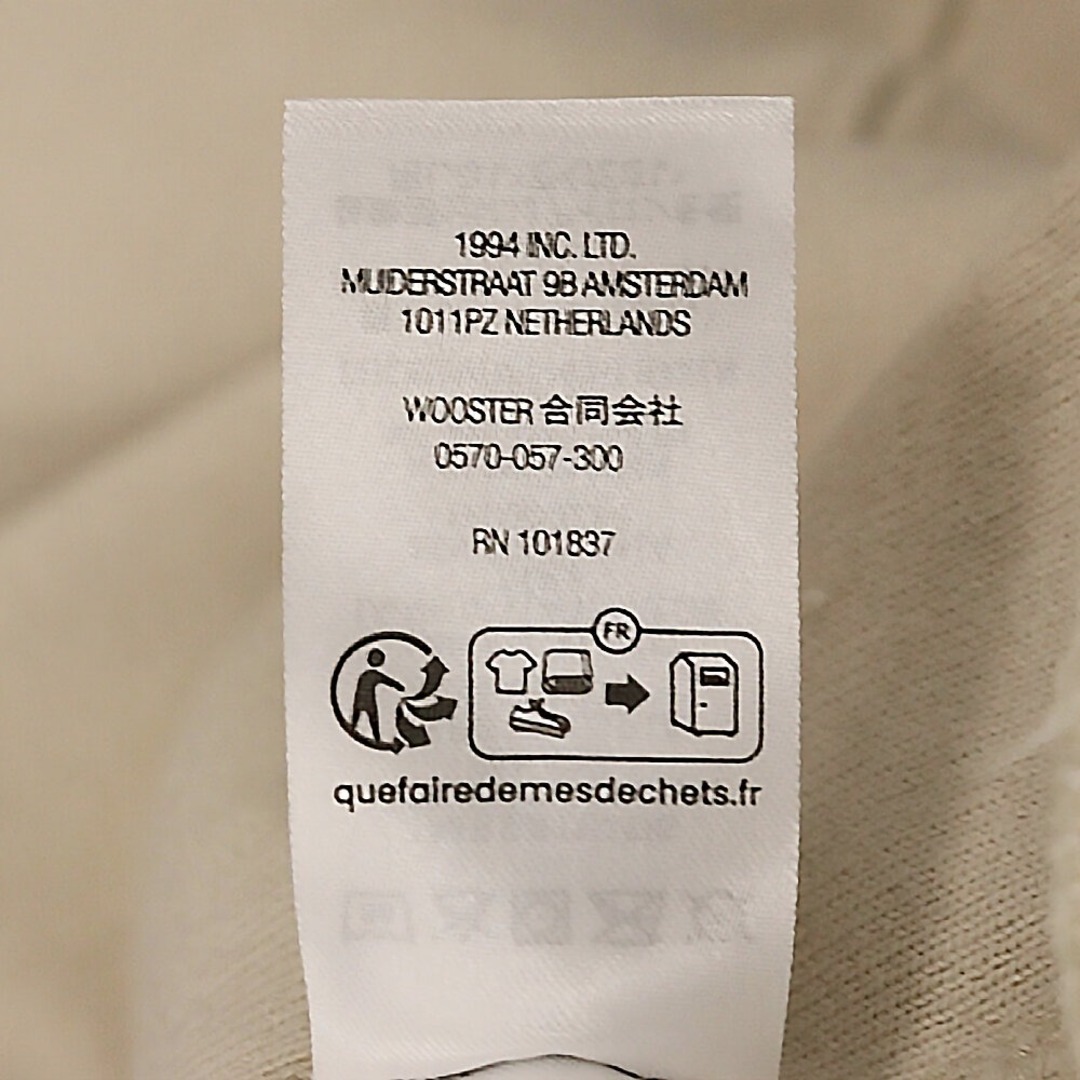 1994 INC. LTD.
MUIDERSTRAAT 9B AMSTERDAM
1011PZ NETHERLANDS
WOOSTER 合同会社
0570-057-300
RN 101837
FR
quefairedemesdechets.fr